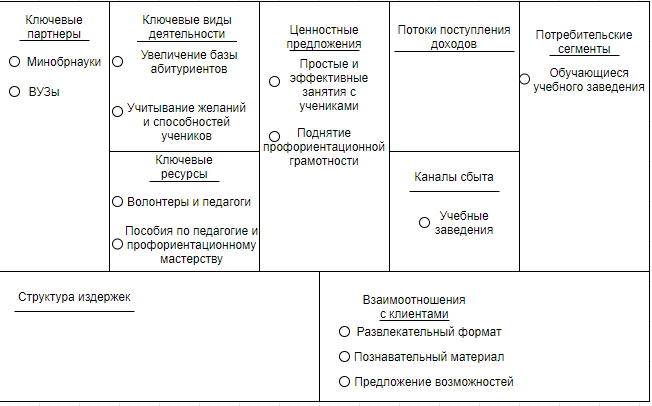 Ключевые
партнеры
Минобрнауки
ВУЗы
Ключевые виды
деятельности
Увеличение базы
абитуриентов
Учитывание желаний
и способностей
учеников
Ключевые
ресурсы
Волонтеры и педагоги
Пособия по педагогие и
профориентационному
мастерству
Ценностные
предложения
Простые и
эффективные
занятия с
учениками
Поднятие
профориентационной
грамотности
Потоки поступления
доходов
Каналы сбыта
Учебные
заведения
Потребительские
сегменты
Обучающиеся
учебного заведения
Структура издержек
Взаимоотношения
с клиентами
Развлекательный формат
Познавательный материал
Предложение возможностей